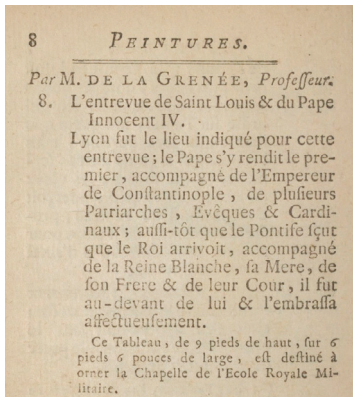 8 PEINTURES.
Par M. DE LA GRENÉE, Professeur.
8. L'entrevue de Saint Louis & du Pape
Innocent IV.
Lyon fut le lieu indiqué pour cette
entrevue; le Pape s'y rendit le pre-
mier, accompagné de l'Empereur
de Constantinople, de plusieurs
Patriarches, Evêques & Cardi-
naux; aussi-tôt que le Pontife sçut
que le Roi arrivoit, accompagné
de la Reine Blanche, sa Mere, de
son Frere & de leur Cour, il fut
au-devant de lui & l'embrassa
affectueusement.
Ce Tableau, de 9 pieds de haut, sur 6
pieds 6 pouces de large, est destiné à
orner la Chapelle de l'Ecole Royale Mi-
litaire.